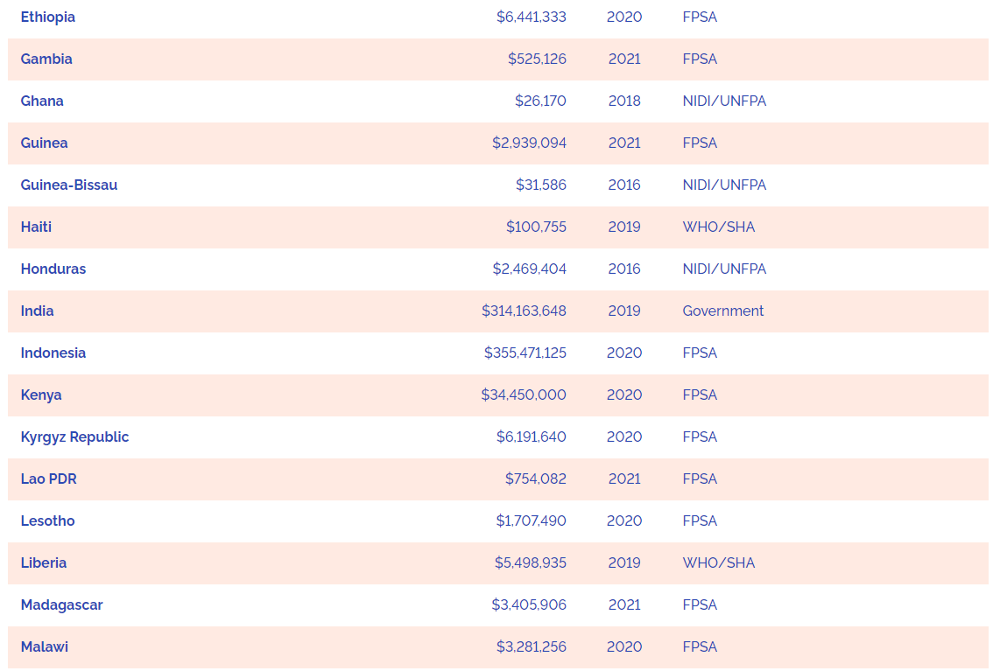 Ethiopia $6,441,333 2020 FPSA
Gambia $525,126 2021 FPSA
Ghana $26,170 2018 NIDI/UNFPA
Guinea $2,939,094 2021 FPSA
Guinea-Bissau $31,586 2016 NIDI/UNFPA
Haiti $100,755 2019 WHO/SHA
Honduras $2,469,404 2016 NIDI/UNFPA
India $314,163,648 2019 Government
Indonesia $355,471,125 2020 FPSA
Kenya $34,450,000 2020 FPSA
Kyrgyz Republic $6,191,640 2020 FPSA
Lao PDR $754,082 2021 FPSA
Lesotho $1,707,490 2020 FPSA
Liberia $5,498,935 2019 WHO/SHA
Madagascar $3,405,906 2021 FPSA
Malawi $3,281,256 2020 FPSA